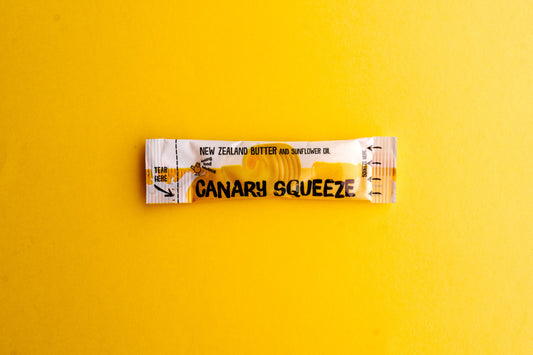 NEW ZEALAND BUTTER AND SUNFLOWER OIL
TEAR
HERE
CANARY SQUEEZE